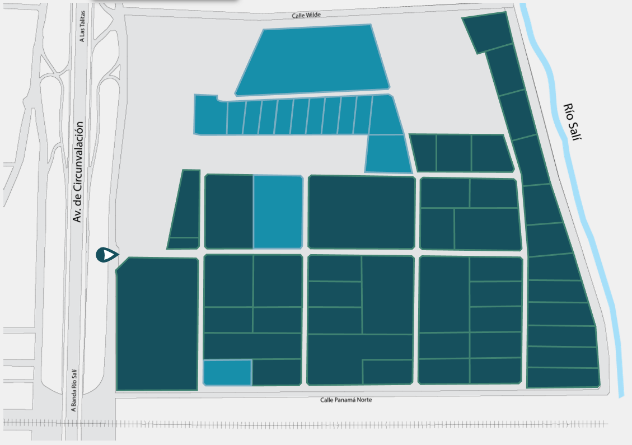 Calle Wilde
A Las Talitas
Av. de Circunvalación
Río Salí
A Banda Río Salí
Calle Panamá Norte